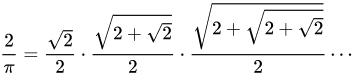 2/π = √2/2 · √(2 + √2)/2 · √(2 + √(2 + √2))/2 ⋯